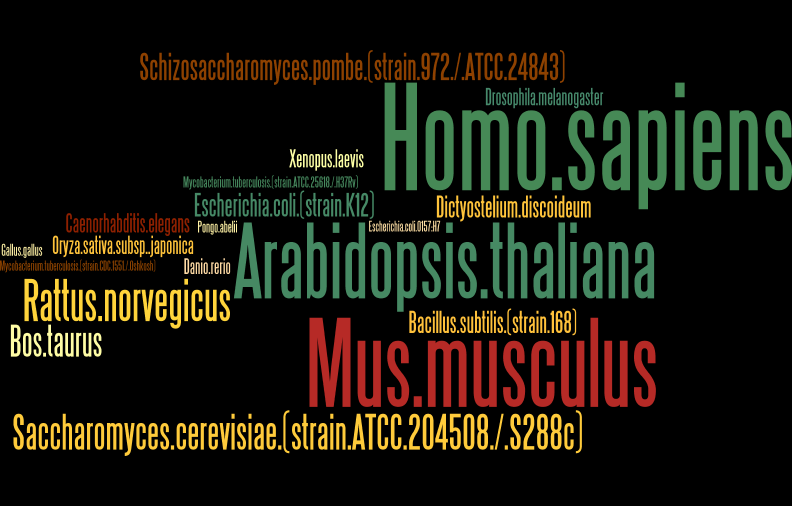 Schizosaccharomyces.pombe.(strain.972./.ATCC.24843)
Drosophila.melanogaster
Homo.sapiens
Xenopus.laevis
Mycobacterium.tuberculosis.(strain.ATCC.25618./.H37Rv)
Escherichia.coli.(strain.K12)
Dictyostelium.discoideum
Caenorhabditis.elegans
Pongo.abelii
Escherichia.coli.O157:H7
Gallus.gallus
Oryza.sativa.subsp..japonica
Arabidopsis.thaliana
Mycobacterium.tuberculosis.(strain.CDC.1551./.Oshkosh)
Danio.rerio
Rattus.norvegicus
Bacillus.subtilis.(strain.168)
Bos.taurus
Mus.musculus
Saccharomyces.cerevisiae.(strain.ATCC.204508./.S288c)